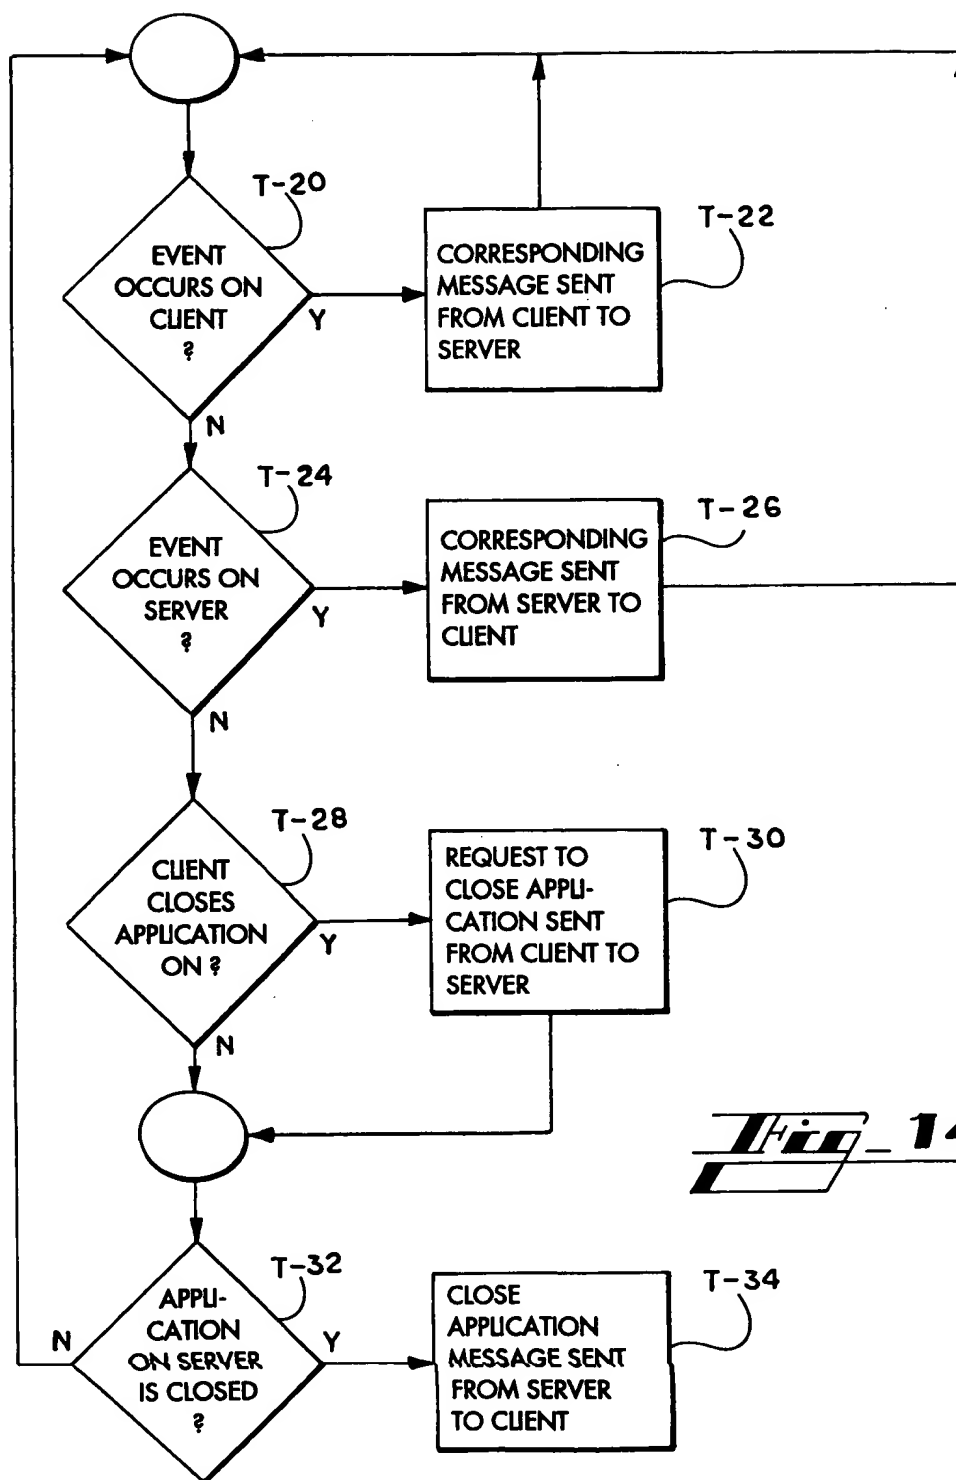 T-20
EVENT
OCCURS ON
CLIENT
?
Y
N
CORRESPONDING
MESSAGE SENT
FROM CLIENT TO
SERVER
T-22
T-24
EVENT
OCCURS ON
SERVER
?
Y
N
CORRESPONDING
MESSAGE SENT
FROM SERVER TO
CLIENT
T-26
T-28
CLIENT
CLOSES
APPLICATION
ON ?
Y
N
REQUEST TO
CLOSE APPLI-
CATION SENT
FROM CLIENT TO
SERVER
T-30
Fig_14
T-32
APPLI-
CATION
ON SERVER
IS CLOSED
?
N
Y
CLOSE
APPLICATION
MESSAGE SENT
FROM SERVER
TO CLIENT
T-34